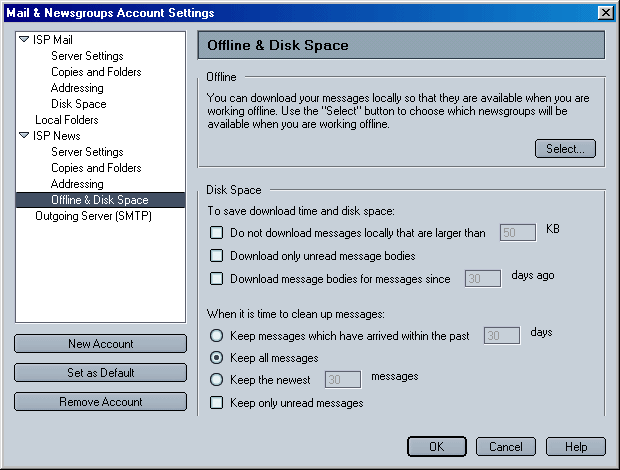 Mail & Newsgroups Account Settings
ISP Mail
Server Settings
Copies and Folders
Addressing
Disk Space
Local Folders
ISP News
Server Settings
Copies and Folders
Addressing
Offline & Disk Space
Outgoing Server (SMTP)
New Account
Set as Default
Remove Account
Offline & Disk Space
Offline
You can download your messages locally so that they are available when you are
working offline. Use the "Select" button to choose which newsgroups will be
available when you are working offline.
Select...
Disk Space
To save download time and disk space:
Do not download messages locally that are larger than 50 KB
Download only unread message bodies
Download message bodies for messages since 30 days ago
When it is time to clean up messages:
Keep messages which have arrived within the past 30 days
Keep all messages
Keep the newest 30 messages
Keep only unread messages
OK Cancel Help